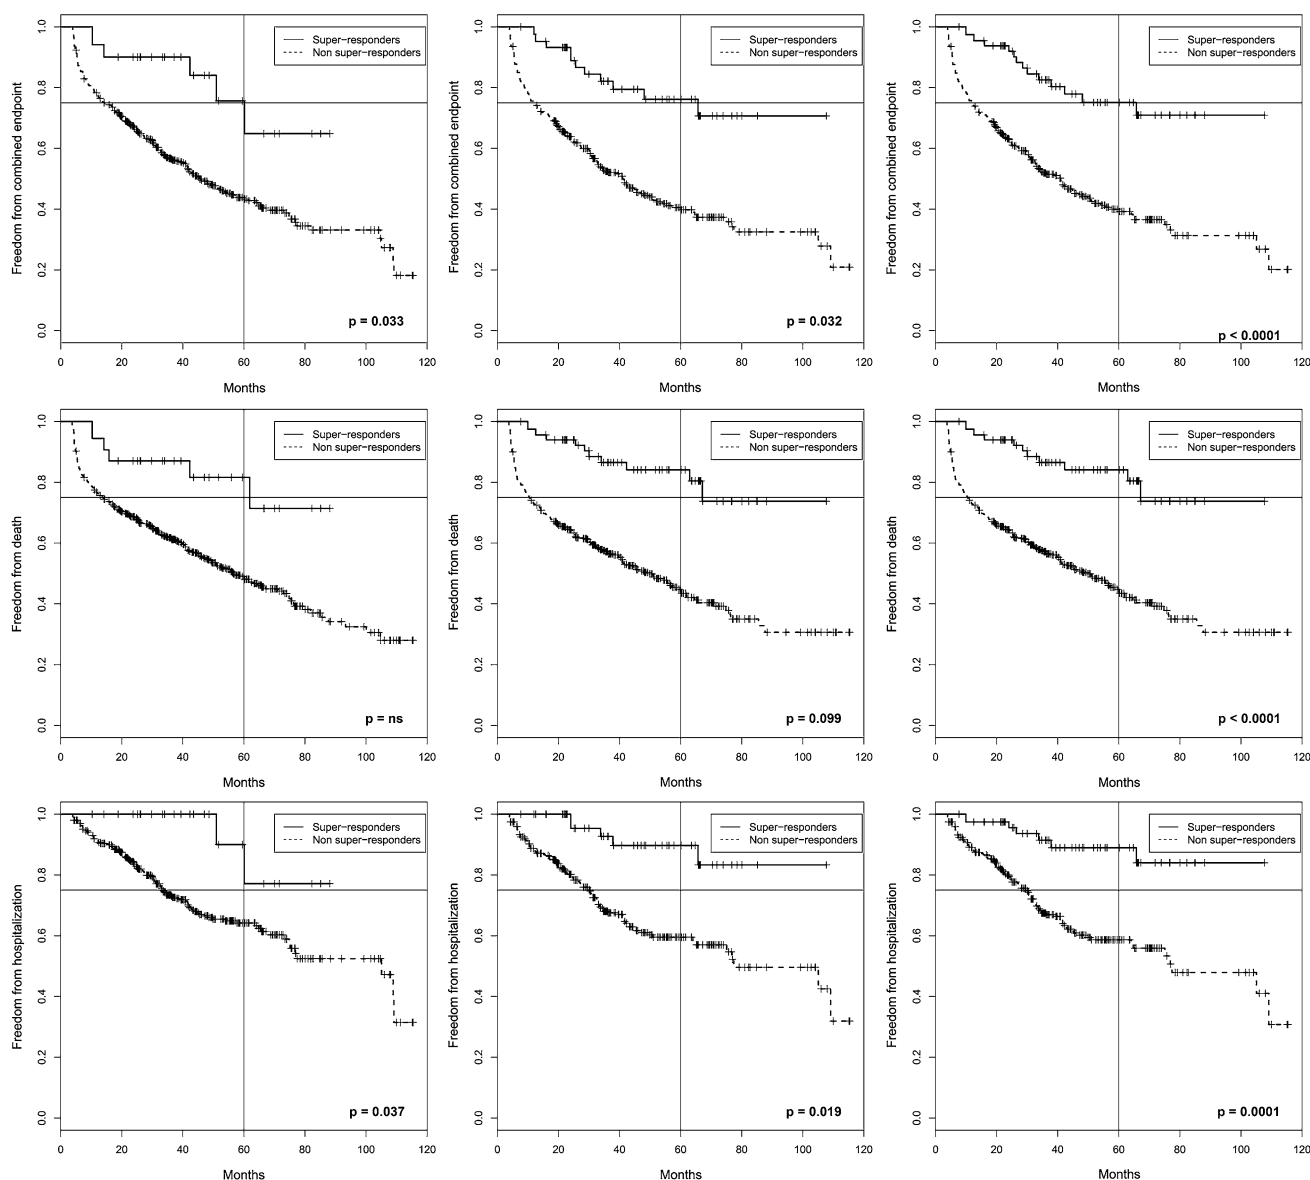 Freedom from combined endpoint
1.0
0.8
0.6
0.4
0.2
0.0
Super−responders
Non super−responders
p = 0.033
0 20 40 60 80 100 120
Months
Freedom from combined endpoint
1.0
0.8
0.6
0.4
0.2
0.0
Super−responders
Non super−responders
p = 0.032
0 20 40 60 80 100 120
Months
Freedom from combined endpoint
1.0
0.8
0.6
0.4
0.2
0.0
Super−responders
Non super−responders
p < 0.0001
0 20 40 60 80 100 120
Months
Freedom from death
1.0
0.8
0.6
0.4
0.2
0.0
Super−responders
Non super−responders
p = ns
0 20 40 60 80 100 120
Months
Freedom from death
1.0
0.8
0.6
0.4
0.2
0.0
Super−responders
Non super−responders
p = 0.099
0 20 40 60 80 100 120
Months
Freedom from death
1.0
0.8
0.6
0.4
0.2
0.0
Super−responders
Non super−responders
p < 0.0001
0 20 40 60 80 100 120
Months
Freedom from hospitalization
1.0
0.8
0.6
0.4
0.2
0.0
Super−responders
Non super−responders
p = 0.037
0 20 40 60 80 100 120
Months
Freedom from hospitalization
1.0
0.8
0.6
0.4
0.2
0.0
Super−responders
Non super−responders
p = 0.019
0 20 40 60 80 100 120
Months
Freedom from hospitalization
1.0
0.8
0.6
0.4
0.2
0.0
Super−responders
Non super−responders
p = 0.0001
0 20 40 60 80 100 120
Months